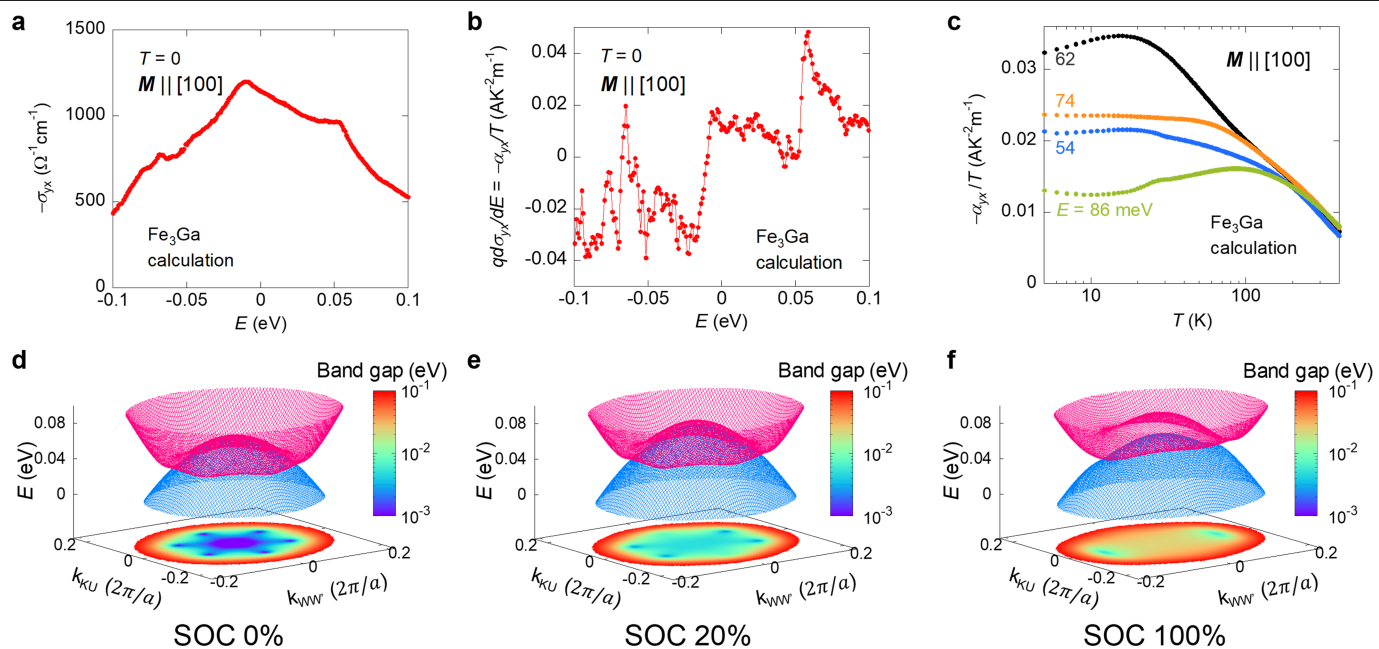 a
1500
1000
500
0
−σyx (Ω⁻¹cm⁻¹)
T = 0
M || [100]
Fe₃Ga
calculation
-0.1
-0.05
0
0.05
0.1
E (eV)
b
0.04
0.02
0
-0.02
-0.04
qdσyx/dE = −αyx/T (AK⁻²m⁻¹)
T = 0
M || [100]
Fe₃Ga
calculation
-0.1
-0.05
0
0.05
0.1
E (eV)
c
0.03
0.02
0.01
0
−αyx/T (AK⁻²m⁻¹)
M || [100]
62
74
54
E = 86 meV
Fe₃Ga
calculation
10
100
T (K)
d
Band gap (eV)
10⁻¹
10⁻²
10⁻³
0.08
0.04
0
E (eV)
0.2
0
-0.2
kKU (2π/a)
-0.2
0
0.2
kWW' (2π/a)
SOC 0%
e
Band gap (eV)
10⁻¹
10⁻²
10⁻³
0.08
0.04
0
E (eV)
0.2
0
-0.2
kKU (2π/a)
-0.2
0
0.2
kWW' (2π/a)
SOC 20%
f
Band gap (eV)
10⁻¹
10⁻²
10⁻³
0.08
0.04
0
E (eV)
0.2
0
-0.2
kKU (2π/a)
-0.2
0
0.2
kWW' (2π/a)
SOC 100%